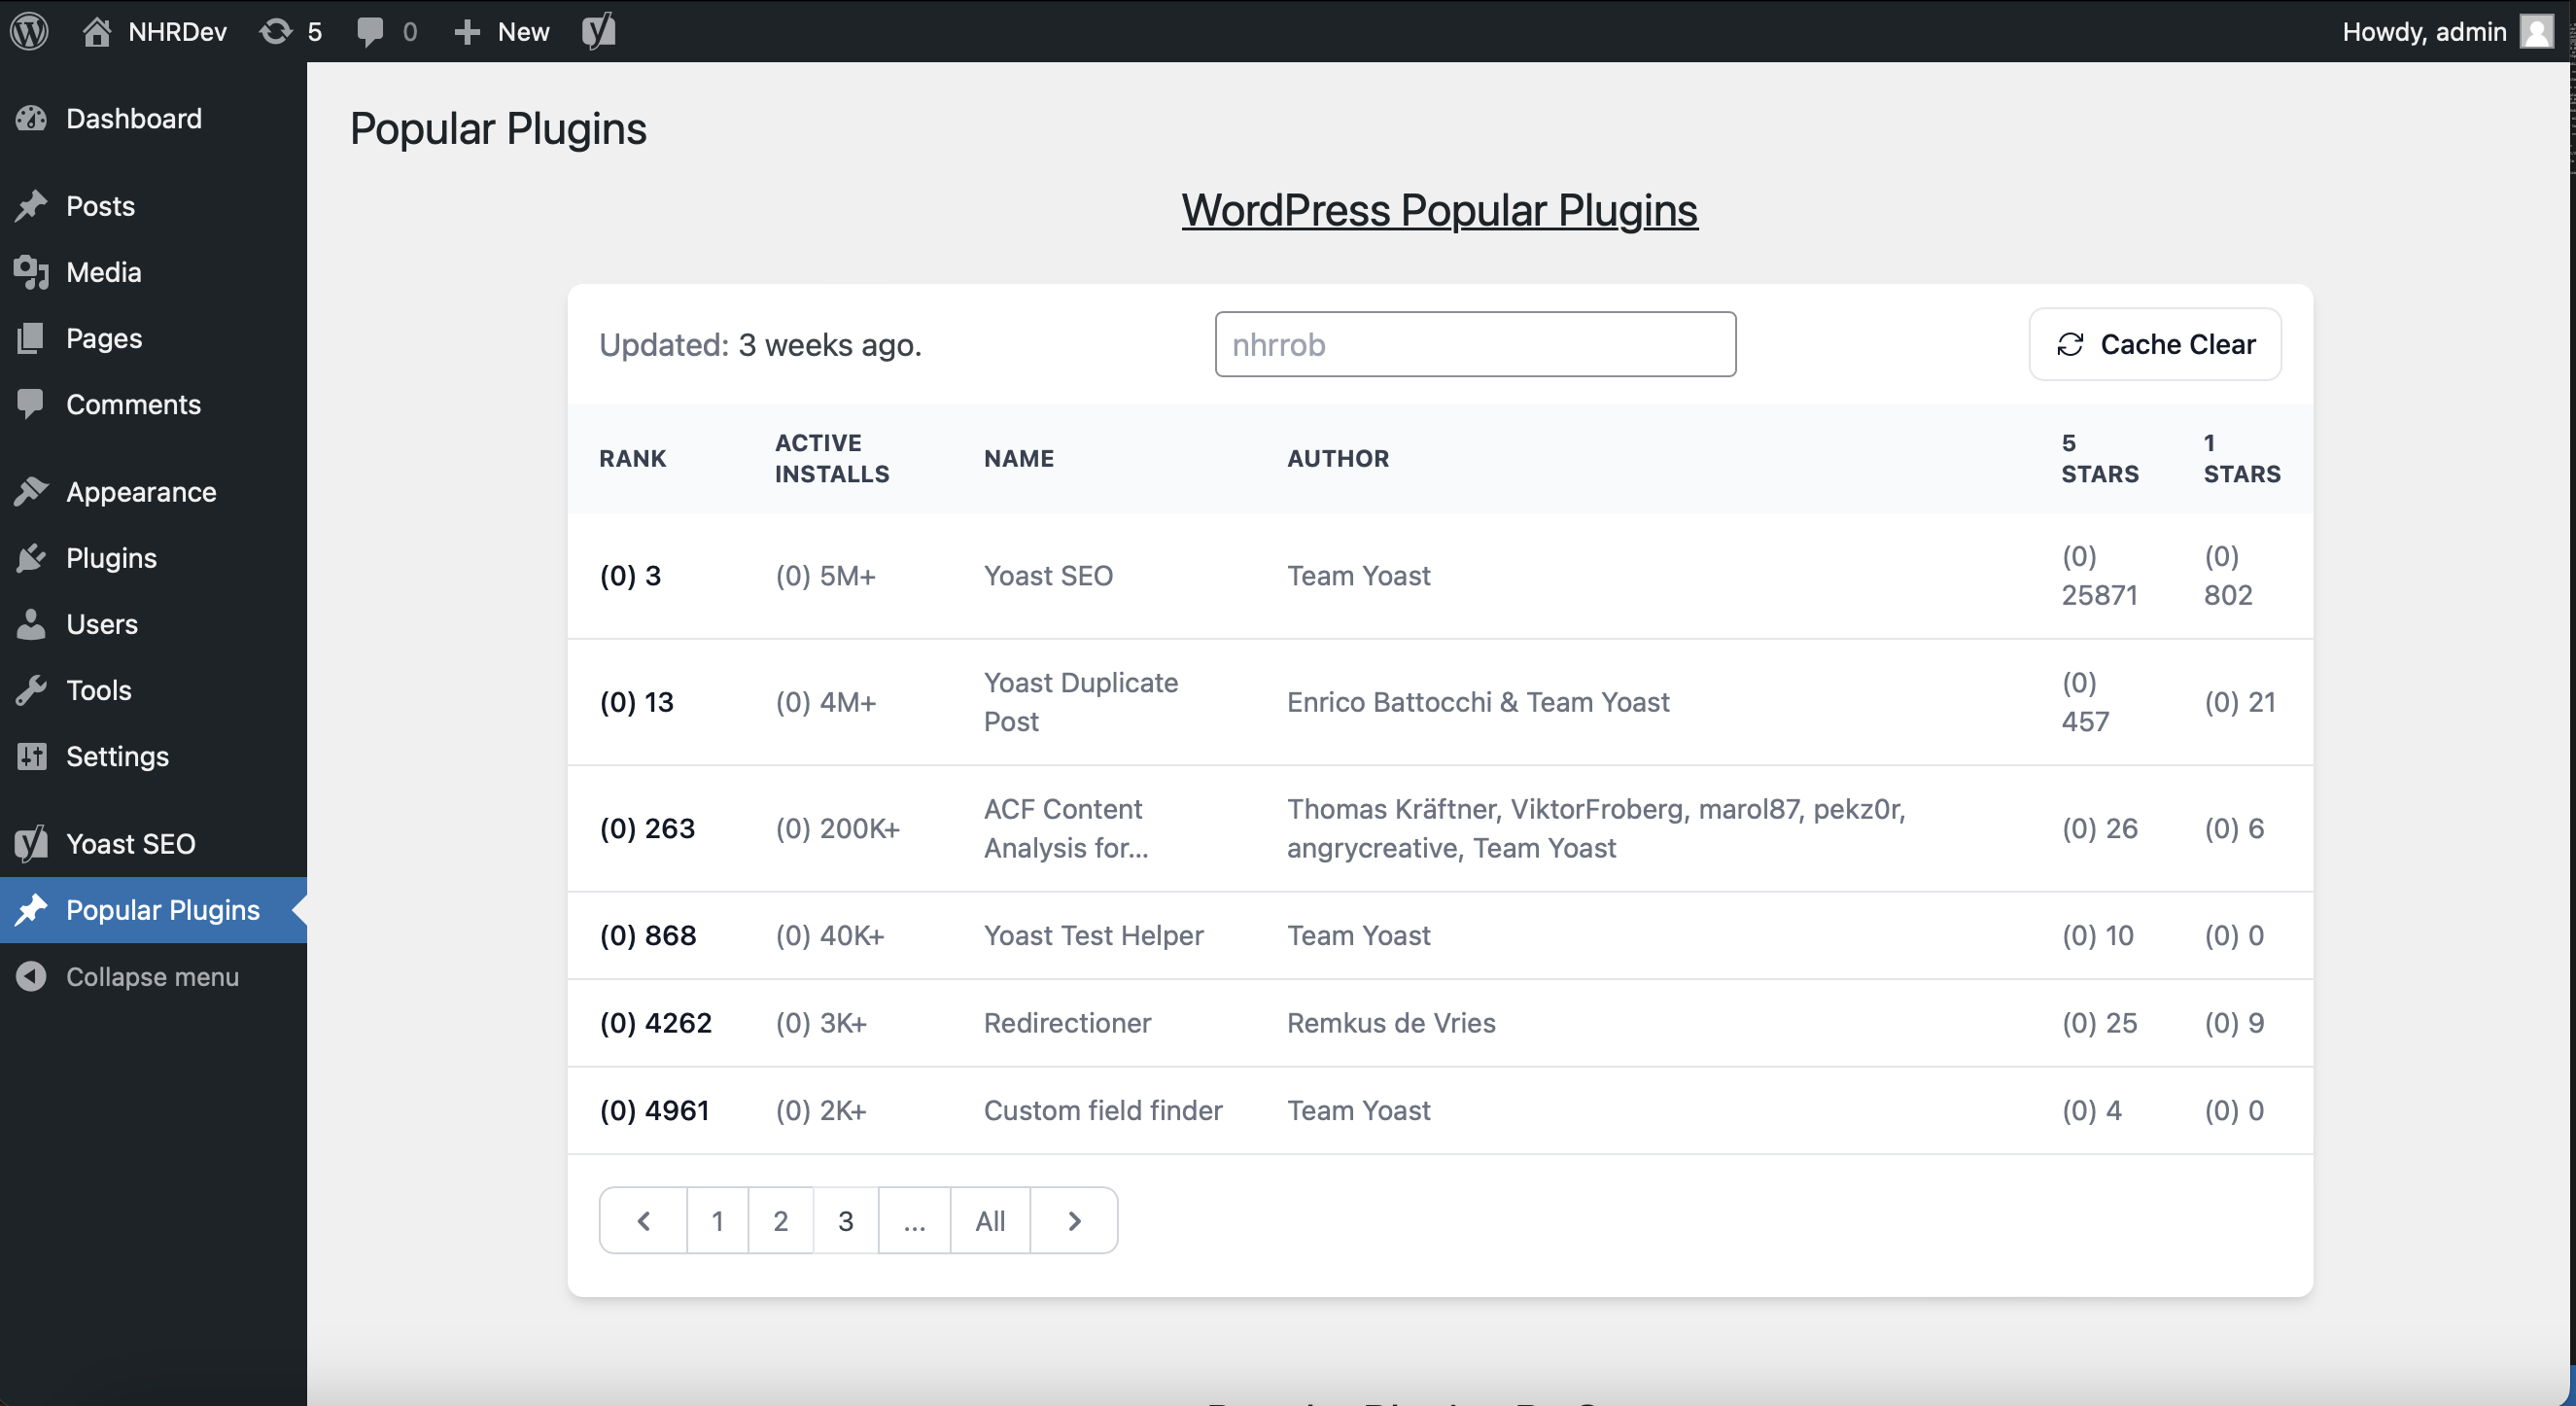 NHRDev 5 0 New Howdy, admin
Dashboard
Posts
Media
Pages
Comments
Appearance
Plugins
Users
Tools
Settings
Yoast SEO
Popular Plugins
Collapse menu
Popular Plugins
WordPress Popular Plugins
Updated: 3 weeks ago.
nhrrob
Cache Clear
RANK ACTIVE INSTALLS NAME AUTHOR 5 STARS 1 STARS
(0) 3 (0) 5M+ Yoast SEO Team Yoast (0) 25871 (0) 802
(0) 13 (0) 4M+ Yoast Duplicate Post Enrico Battocchi & Team Yoast (0) 457 (0) 21
(0) 263 (0) 200K+ ACF Content Analysis for... Thomas Kräftner, ViktorFroberg, marol87, pekz0r, angrycreative, Team Yoast (0) 26 (0) 6
(0) 868 (0) 40K+ Yoast Test Helper Team Yoast (0) 10 (0) 0
(0) 4262 (0) 3K+ Redirectioner Remkus de Vries (0) 25 (0) 9
(0) 4961 (0) 2K+ Custom field finder Team Yoast (0) 4 (0) 0
1 2 3 ... All